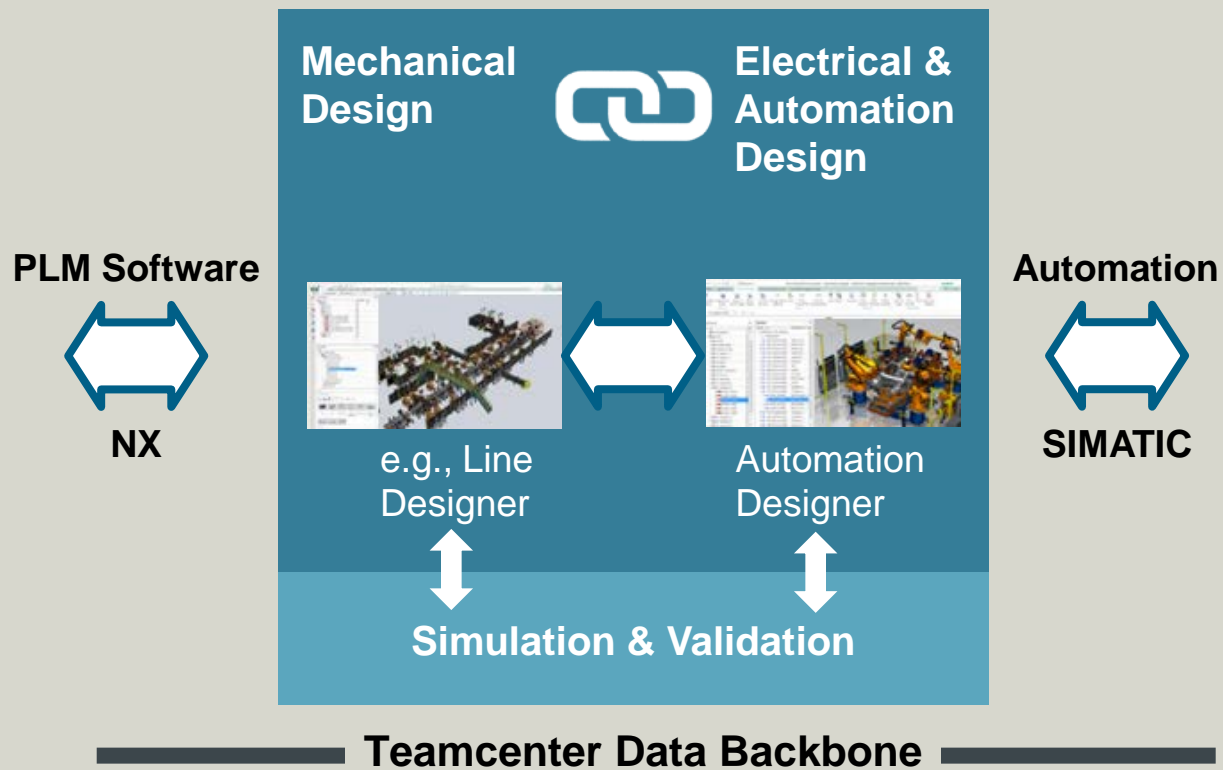 Mechanical
Design
Electrical &
Automation
Design
PLM Software
NX
Automation
SIMATIC
e.g., Line
Designer
Automation
Designer
Simulation & Validation
Teamcenter Data Backbone